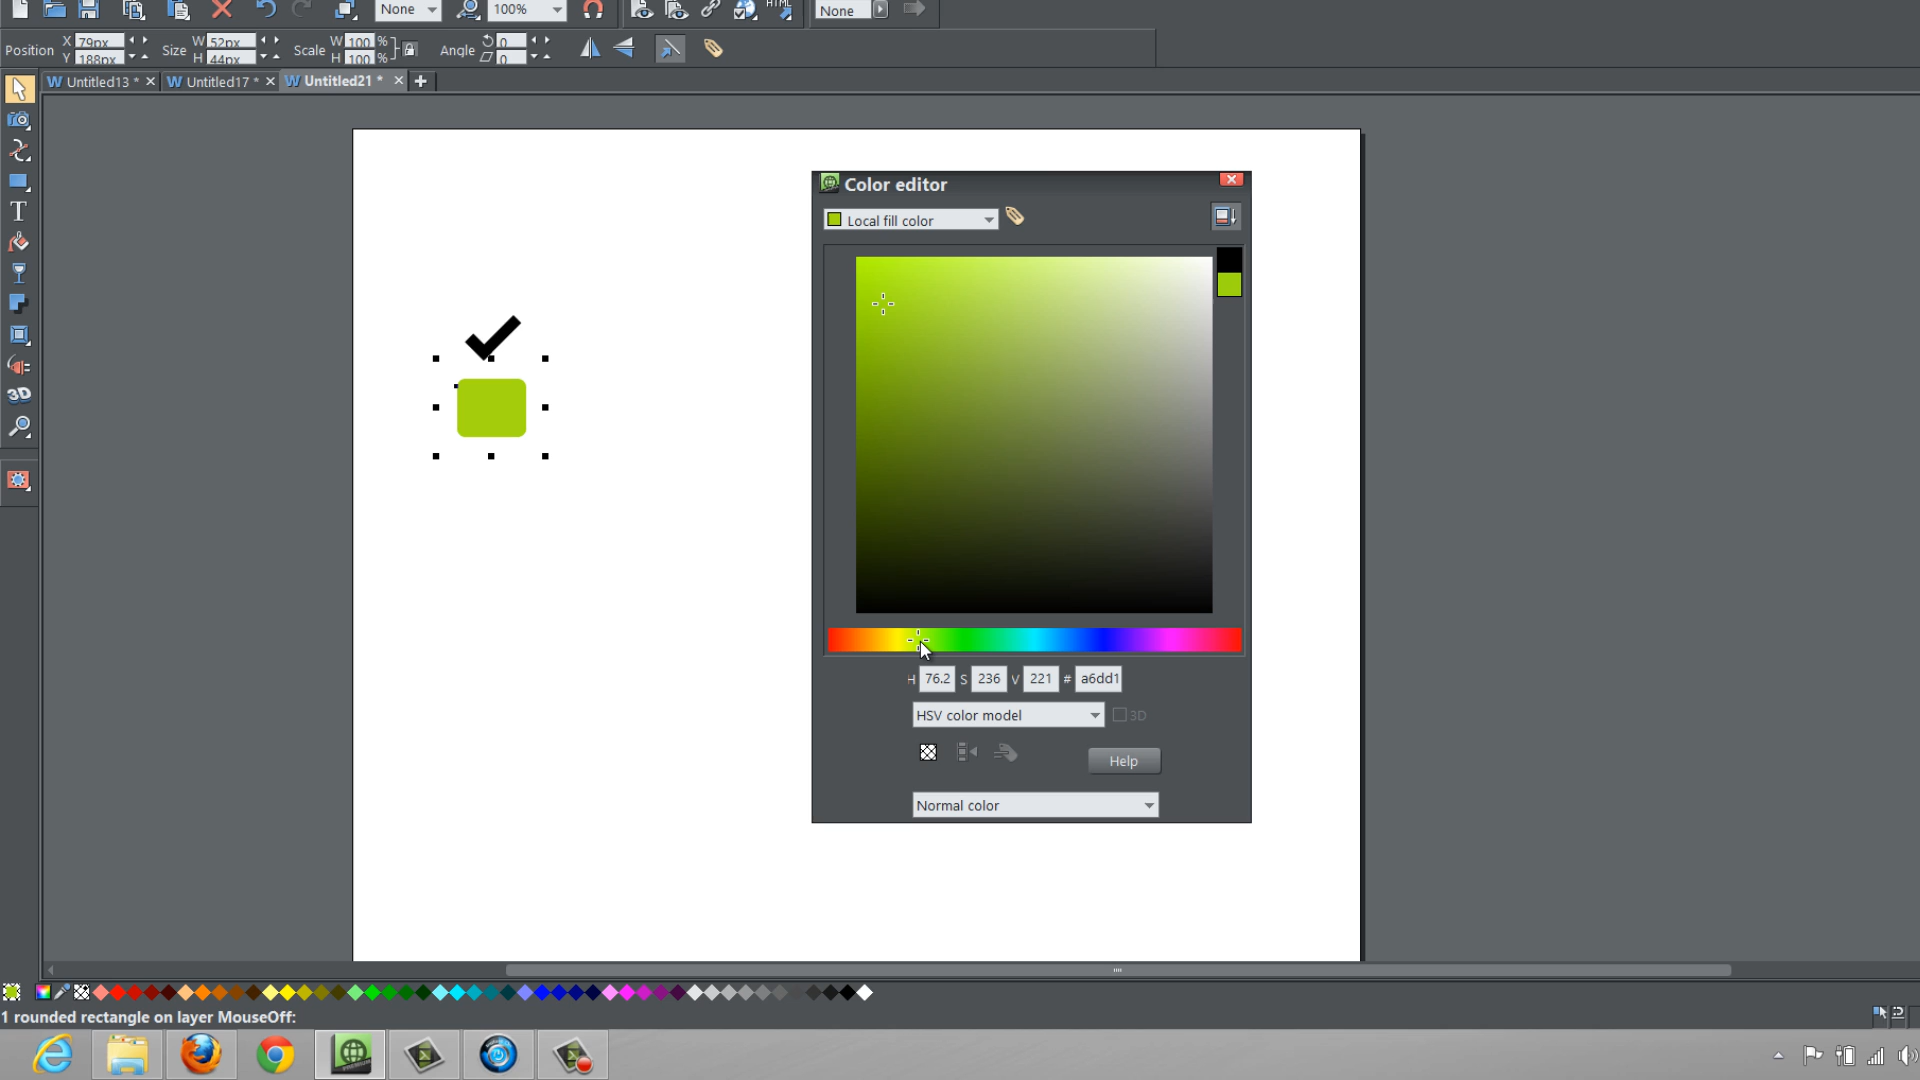 None 100% HTML None
Position X 79px Y 188px Size W 52px H 44px Scale W 100 % H 100 % Angle 0 0
W Untitled13 * W Untitled17 * W Untitled21 *
T
3D
Color editor
Local fill color
H 76.2 S 236 V 221 # a6dd1
HSV color model 3D
Help
Normal color
1 rounded rectangle on layer MouseOff: